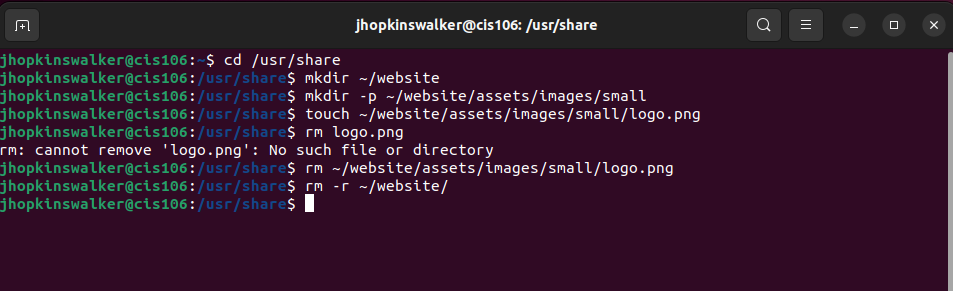 jhopkinswalker@cis106: /usr/share
jhopkinswalker@cis106:~$ cd /usr/share
jhopkinswalker@cis106:/usr/share$ mkdir ~/website
jhopkinswalker@cis106:/usr/share$ mkdir -p ~/website/assets/images/small
jhopkinswalker@cis106:/usr/share$ touch ~/website/assets/images/small/logo.png
jhopkinswalker@cis106:/usr/share$ rm logo.png
rm: cannot remove 'logo.png': No such file or directory
jhopkinswalker@cis106:/usr/share$ rm ~/website/assets/images/small/logo.png
jhopkinswalker@cis106:/usr/share$ rm -r ~/website/
jhopkinswalker@cis106:/usr/share$